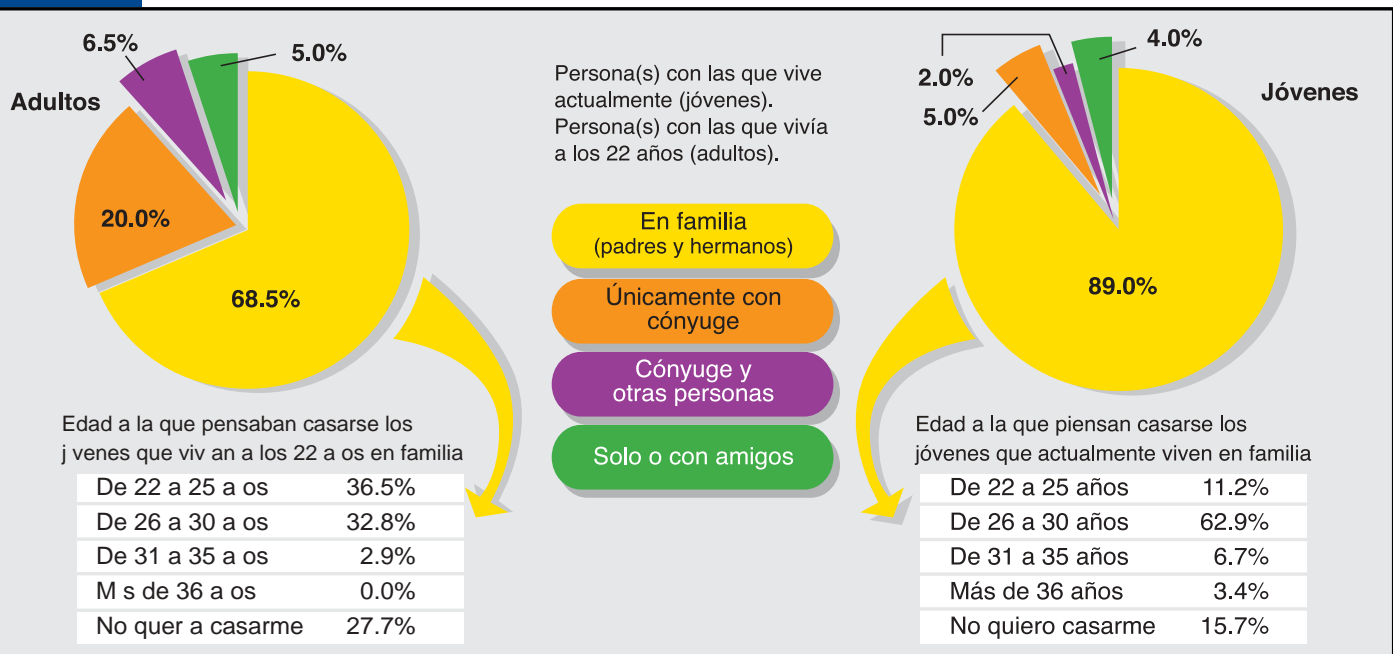 Adultos
6.5%
5.0%
20.0%
68.5%
Persona(s) con las que vive
actualmente (jóvenes).
Persona(s) con las que vivía
a los 22 años (adultos).
En familia
(padres y hermanos)
Únicamente con
cónyuge
Cónyuge y
otras personas
Solo o con amigos
Jóvenes
2.0%
5.0%
4.0%
89.0%
Edad a la que pensaban casarse los
j venes que viv an a los 22 a os en familia
De 22 a 25 a os 36.5%
De 26 a 30 a os 32.8%
De 31 a 35 a os 2.9%
M s de 36 a os 0.0%
No quer a casarme 27.7%
Edad a la que piensan casarse los
jóvenes que actualmente viven en familia
De 22 a 25 años 11.2%
De 26 a 30 años 62.9%
De 31 a 35 años 6.7%
Más de 36 años 3.4%
No quiero casarme 15.7%